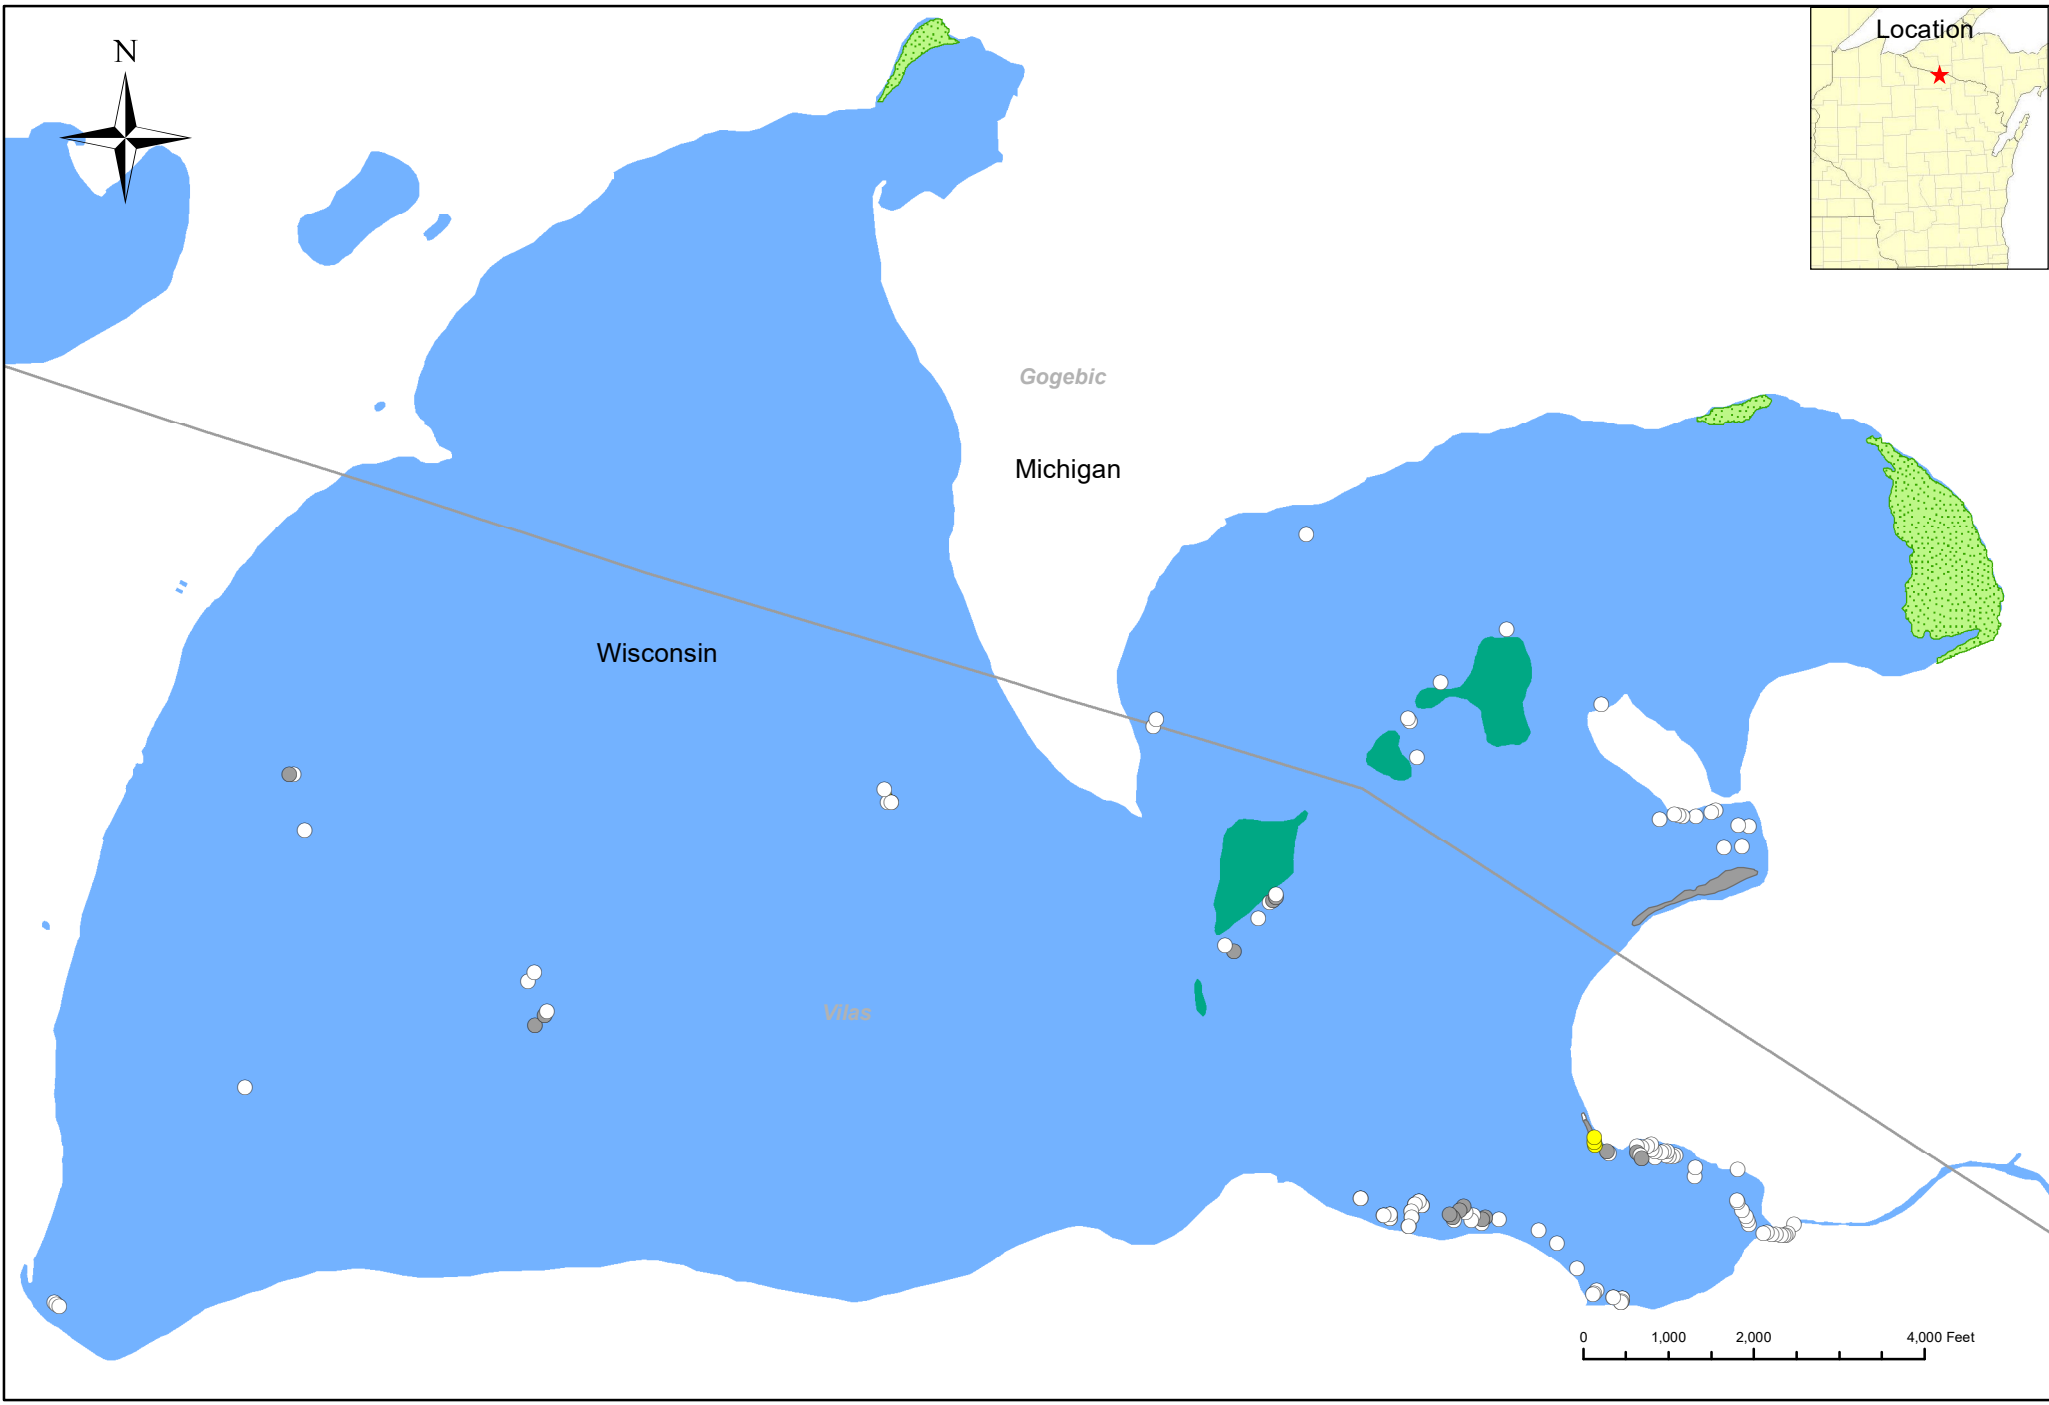 N
Location
Gogebic
Michigan
Wisconsin
Vilas
0 1,000 2,000 4,000 Feet